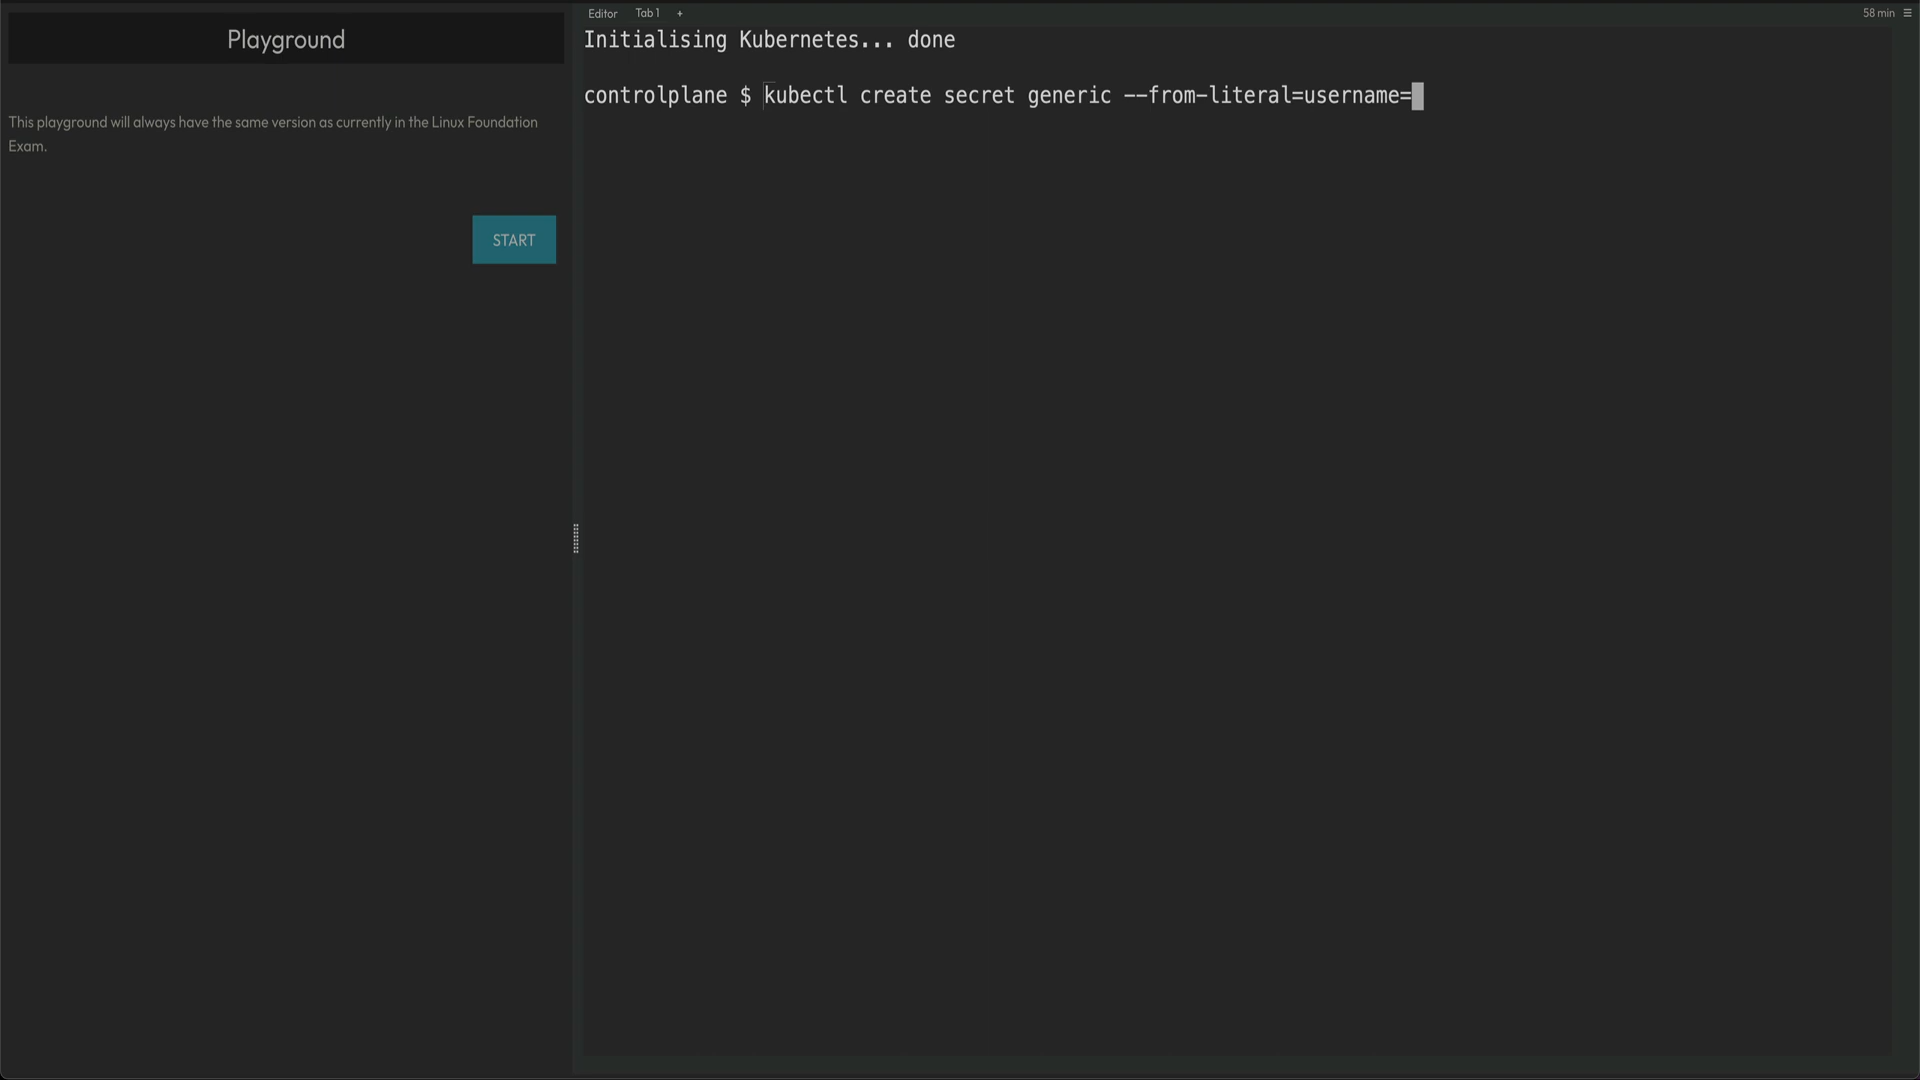 Playground
This playground will always have the same version as currently in the Linux Foundation
Exam.
START
Editor Tab 1 + 58 min
Initialising Kubernetes... done
controlplane $ kubectl create secret generic --from-literal=username=